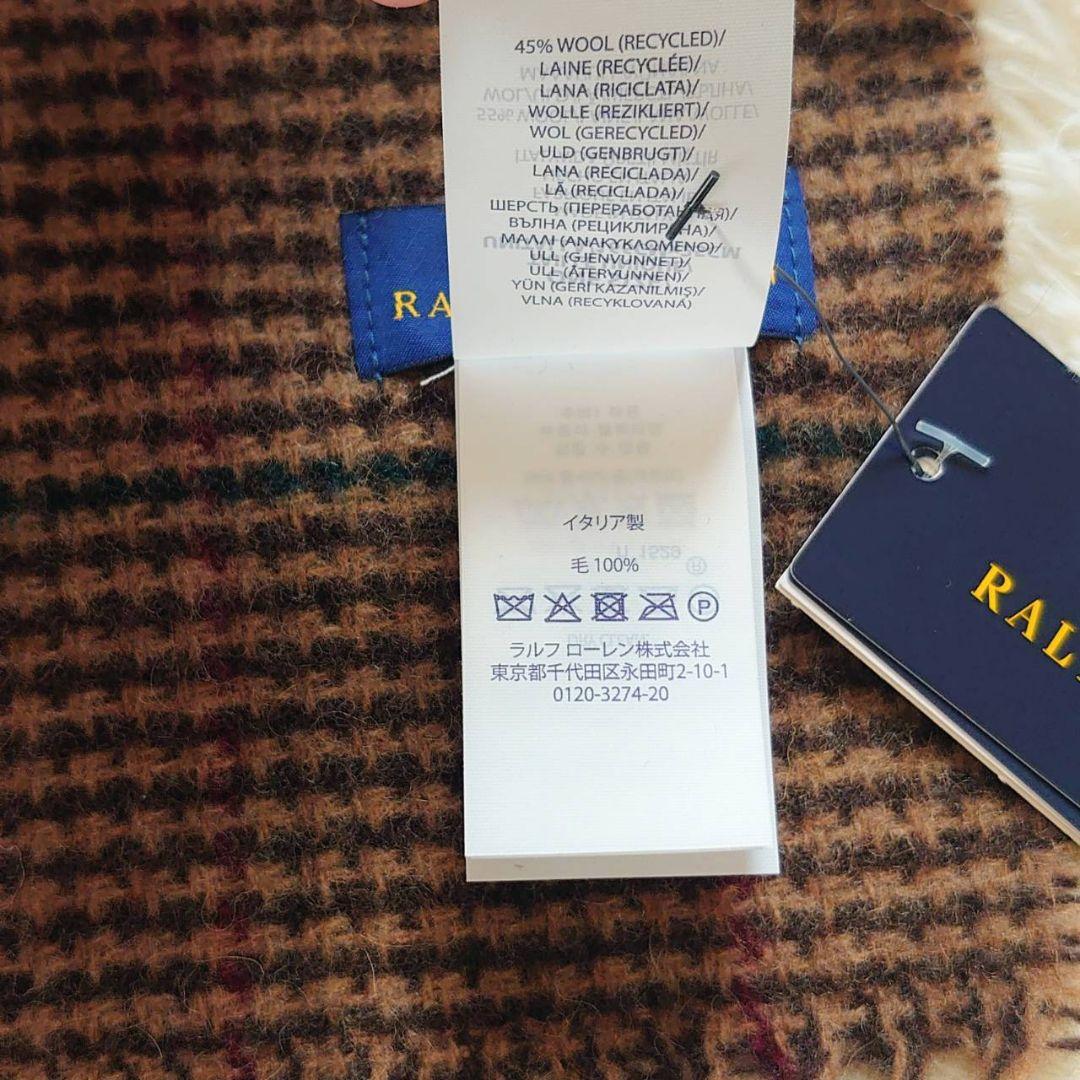 45% WOOL (RECYCLED)/
LAINE (RECYCLÉE)/
LANA (RICICLATA)/
WOLLE (REZIKLIERT)/
WOL (GERECYCLED)/
ULD (GENBRUGT)/
LANA (RECICLADA)/
LÃ (RECICLADA)/
ШЕРСТЬ (ПЕРЕРАБОТАННАЯ)/
ВЪЛНА (РЕЦИКЛИРАНА)/
ΜΑΛΛΙ (ΑΝΑΚΥΚΛΩΜΕΝΟ)/
ULL (GJENVUNNET)/
ULL (ÅTERVUNNEN)/
YÜN (GERİ KAZANILMIŞ)/
VLNA (RECYKLOVANÁ)
RA
イタリア製
毛 100%
P
ラルフ ローレン株式会社
東京都千代田区永田町2-10-1
0120-3274-20
RAL